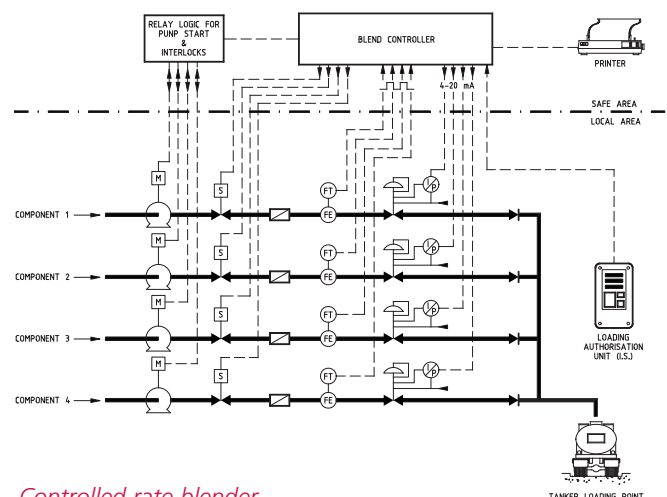 RELAY LOGIC FOR
PUNP START
&
INTERLOCKS
BLEND CONTROLLER
PRINTER
4-20 mA
SAFE AREA
LOCAL AREA
M
S
FT
I/P
COMPONENT 1
FE
M
S
FT
I/P
COMPONENT 2
FE
M
S
FT
I/P
COMPONENT 3
FE
M
S
FT
I/P
COMPONENT 4
FE
LOADING
AUTHORISATION
UNIT (I.S.)
Controlled rate blender
TANKER LOADING POINT